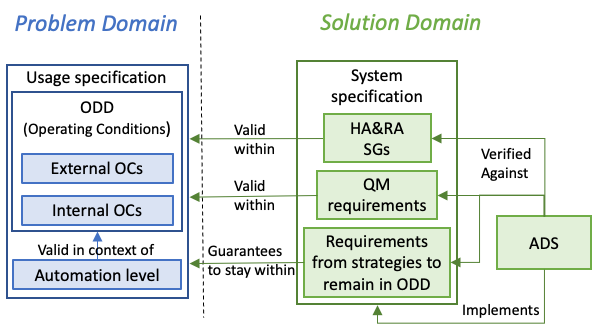 Problem Domain
Solution Domain
Usage specification
ODD
(Operating Conditions)
External OCs
Internal OCs
Valid in context of
Automation level
Valid
within
Valid
within
Guarantees
to stay within
System
specification
HA&RA
SGs
QM
requirements
Requirements
from strategies to
remain in ODD
Verified
Against
ADS
Implements